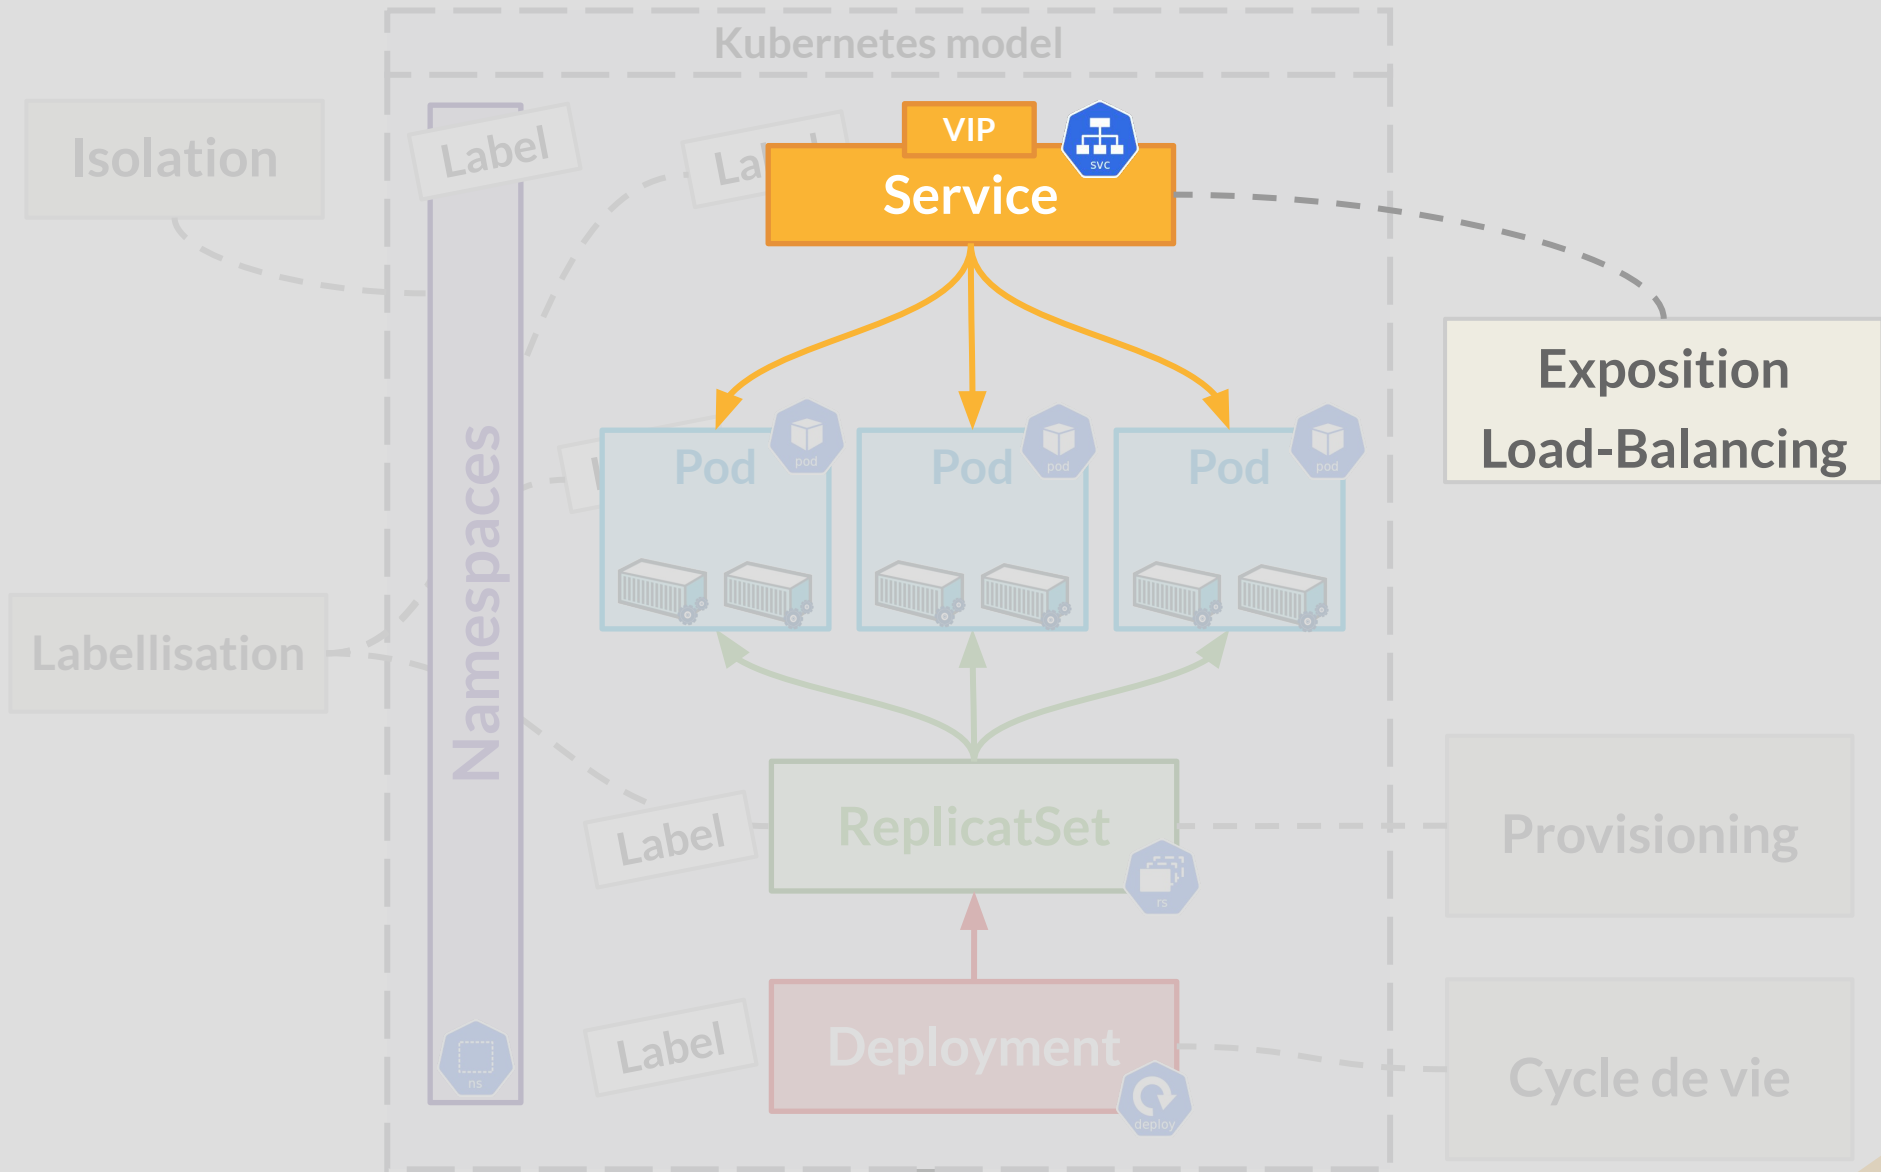 Kubernetes model
Isolation
Label
VIP
svc
Service
Exposition
Load-Balancing
Namespaces
Pod
pod
Pod
pod
Pod
pod
Labellisation
Label
ReplicatSet
rs
Provisioning
Label
Deployment
deploy
Cycle de vie
ns